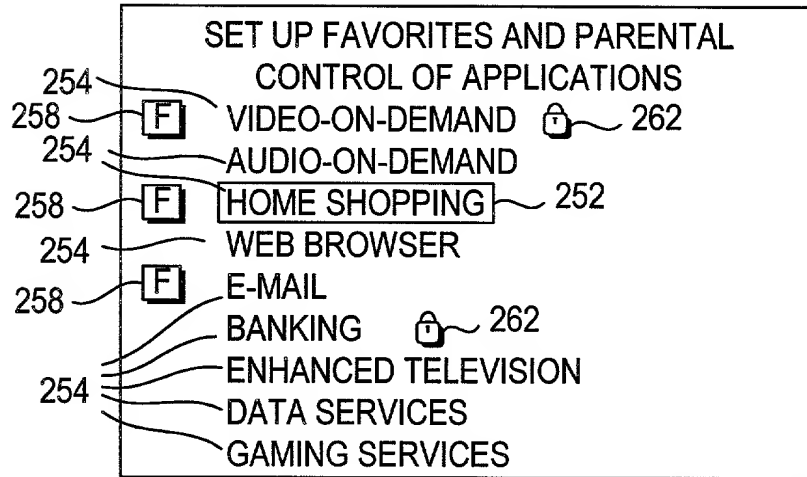 SET UP FAVORITES AND PARENTAL
CONTROL OF APPLICATIONS
254
258 F VIDEO-ON-DEMAND 262
254 AUDIO-ON-DEMAND
258 F HOME SHOPPING 252
254 WEB BROWSER
258 F E-MAIL
BANKING 262
254 ENHANCED TELEVISION
DATA SERVICES
GAMING SERVICES